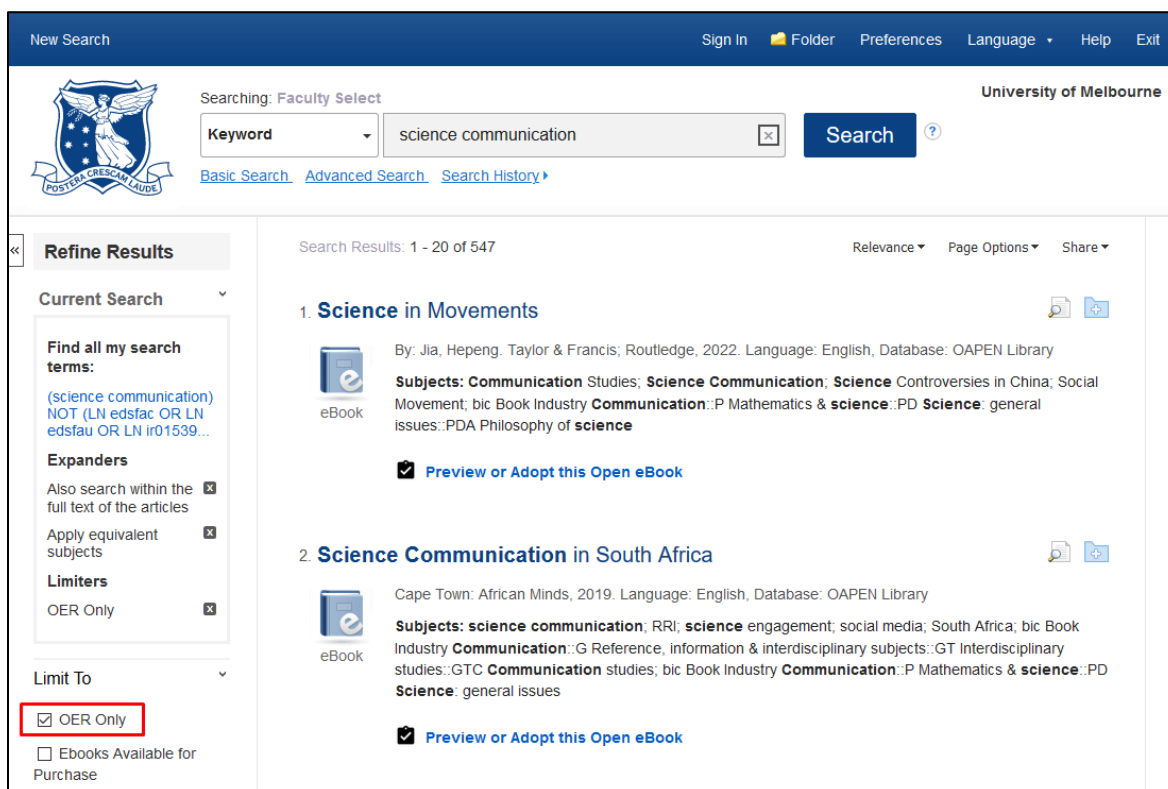 New Search
Sign In Folder Preferences Language Help Exit
University of Melbourne
Searching: Faculty Select
Keyword science communication Search ?
Basic Search Advanced Search Search History
POSTERA CRESCAM LAUDE
« Refine Results
Search Results: 1 - 20 of 547 Relevance Page Options Share
Current Search
Find all my search
terms:
(science communication)
NOT (LN edsfac OR LN
edsfau OR LN ir01539...
Expanders
Also search within the
full text of the articles
Apply equivalent
subjects
Limiters
OER Only
Limit To
OER Only
Ebooks Available for
Purchase
1. Science in Movements
eBook
By: Jia, Hepeng. Taylor & Francis; Routledge, 2022. Language: English, Database: OAPEN Library
Subjects: Communication Studies; Science Communication; Science Controversies in China; Social
Movement; bic Book Industry Communication::P Mathematics & science::PD Science: general
issues::PDA Philosophy of science
Preview or Adopt this Open eBook
2. Science Communication in South Africa
eBook
Cape Town: African Minds, 2019. Language: English, Database: OAPEN Library
Subjects: science communication; RRI; science engagement; social media; South Africa; bic Book
Industry Communication::G Reference, information & interdisciplinary subjects::GT Interdisciplinary
studies::GTC Communication studies; bic Book Industry Communication::P Mathematics & science::PD
Science: general issues
Preview or Adopt this Open eBook